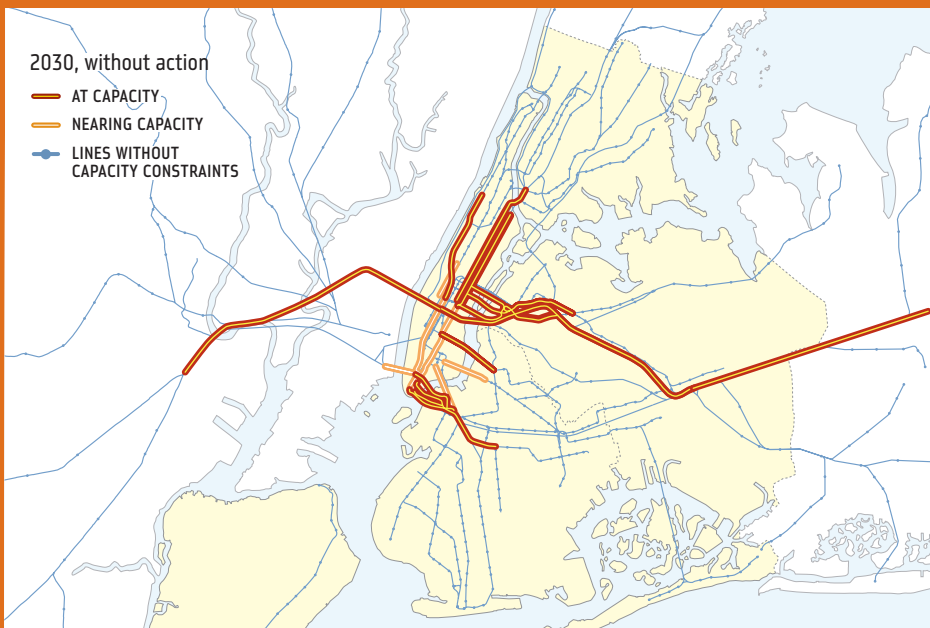 2030, without action
AT CAPACITY
NEARING CAPACITY
LINES WITHOUT
CAPACITY CONSTRAINTS